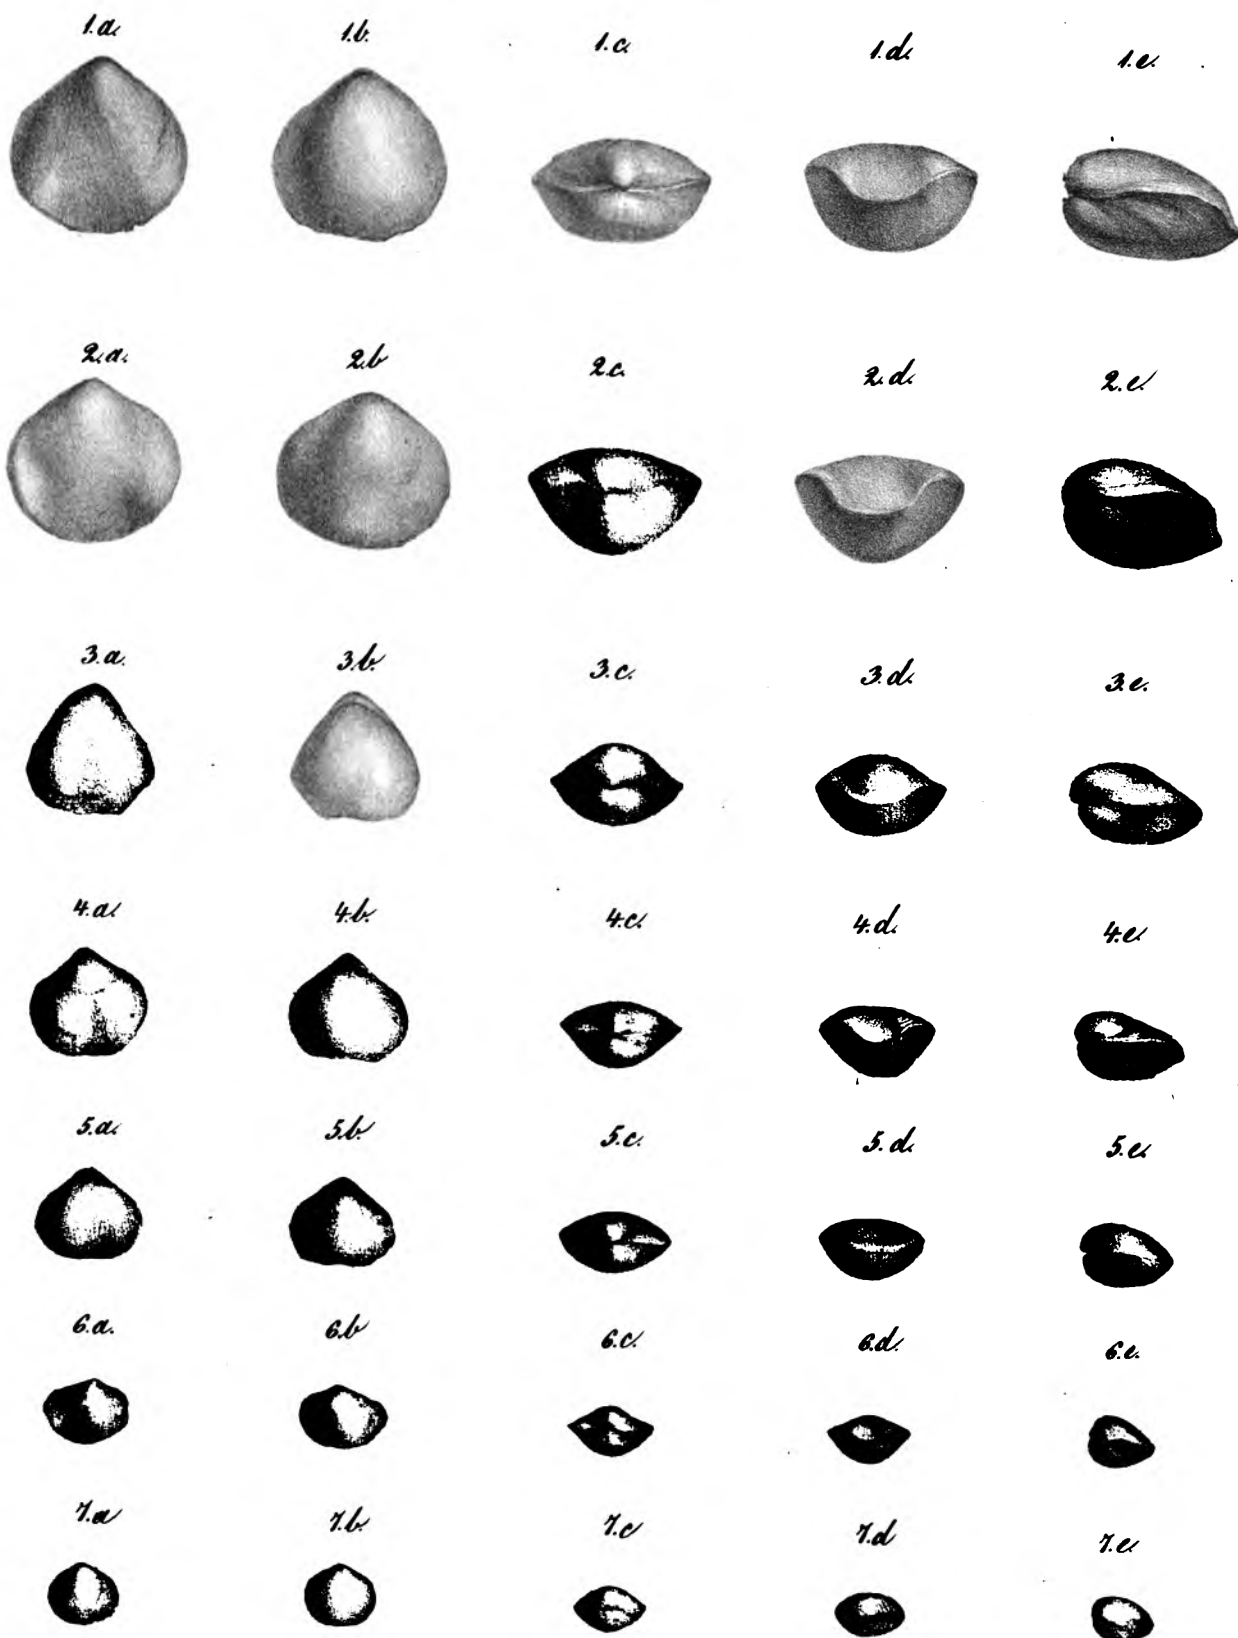 1.a. 1.b. 1.c. 1.d. 1.e.
2.a. 2.b 2.c. 2.d. 2.e.
3.a. 3.b. 3.c. 3.d. 3.e.
4.a. 4.b. 4.c. 4.d. 4.e.
5.a. 5.b. 5.c. 5.d. 5.e.
6.a. 6.b 6.c. 6.d. 6.e.
7.a 7.b. 7.c 7.d 7.e.